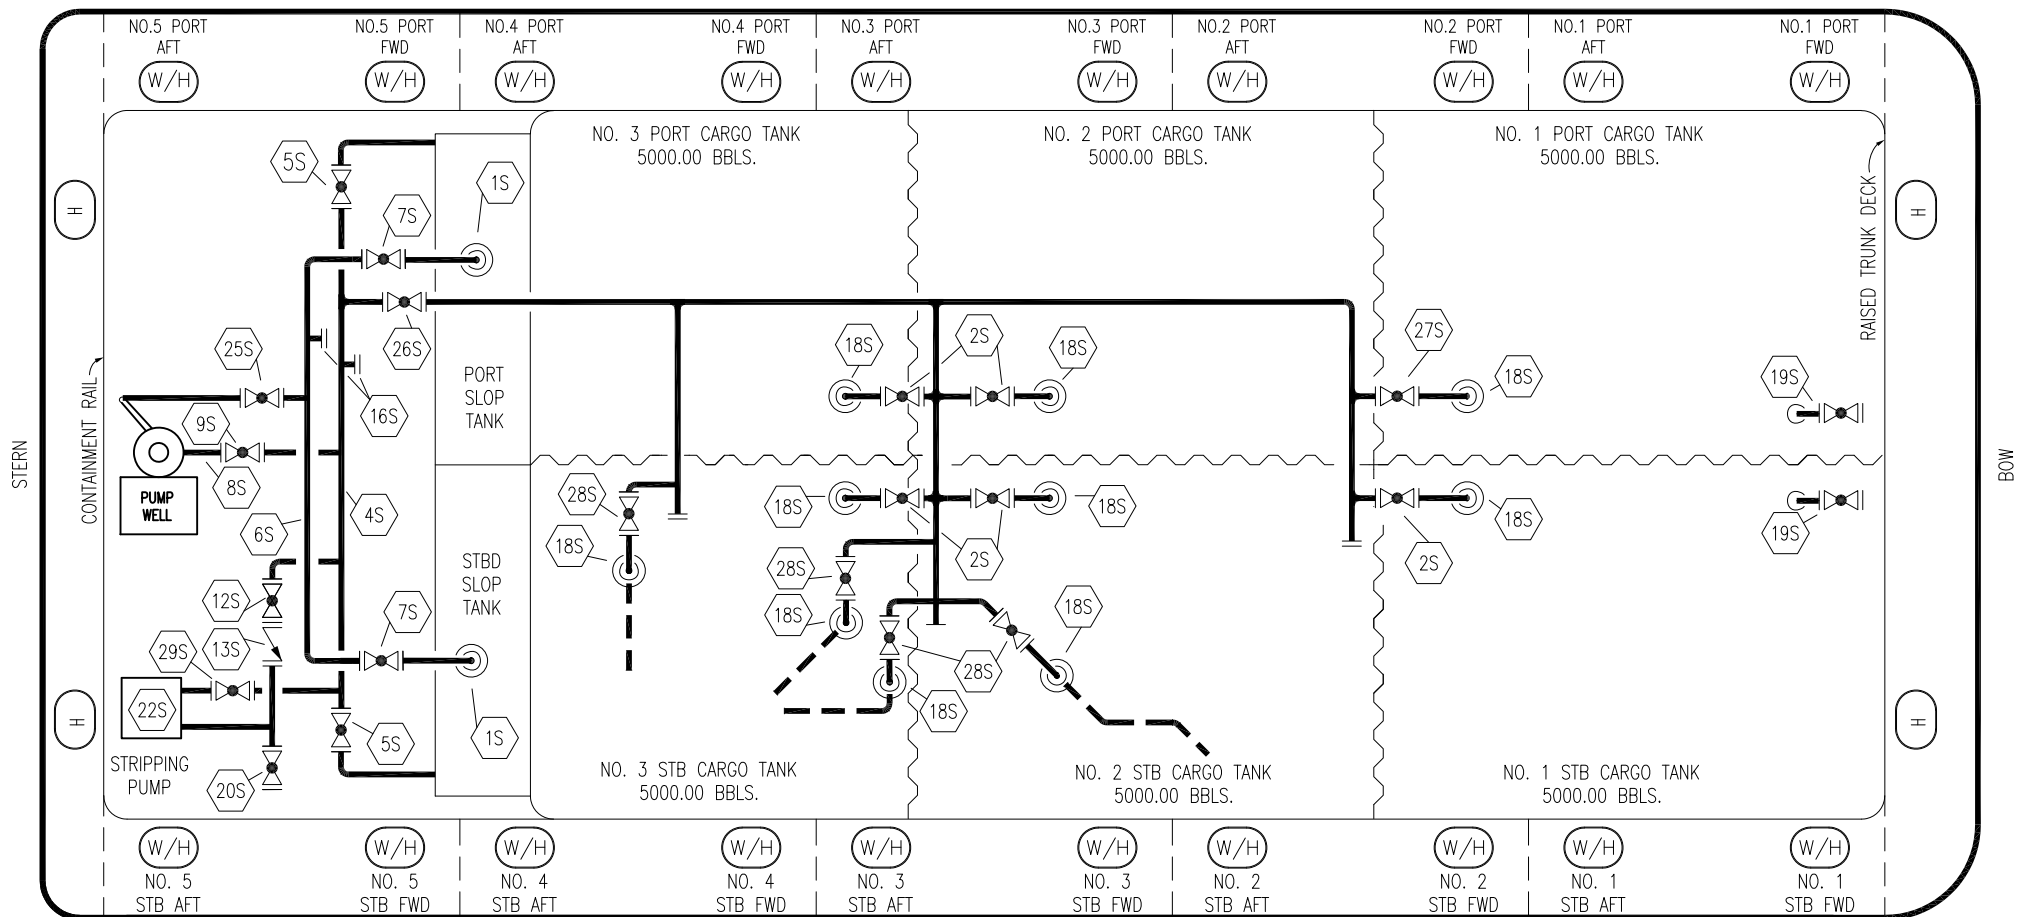 NO.5 PORT
AFT
W/H
NO.5 PORT
FWD
W/H
NO.4 PORT
AFT
W/H
NO.4 PORT
FWD
W/H
NO.3 PORT
AFT
W/H
NO.3 PORT
FWD
W/H
NO.2 PORT
AFT
W/H
NO.2 PORT
FWD
W/H
NO.1 PORT
AFT
W/H
NO.1 PORT
FWD
W/H
NO. 3 PORT CARGO TANK
5000.00 BBLS.
NO. 2 PORT CARGO TANK
5000.00 BBLS.
NO. 1 PORT CARGO TANK
5000.00 BBLS.
5S
1S
7S
H
H
RAISED TRUNK DECK
25S
26S
18S
2S
18S
27S
18S
19S
PORT
SLOP
TANK
16S
9S
8S
STERN
CONTAINMENT RAIL
BOW
PUMP
WELL
6S
4S
28S
18S
18S
18S
18S
19S
18S
28S
2S
2S
STBD
SLOP
TANK
12S
13S
29S
7S
18S
18S
28S
18S
22S
5S
1S
H
H
STRIPPING
PUMP
20S
NO. 3 STB CARGO TANK
5000.00 BBLS.
NO. 2 STB CARGO TANK
5000.00 BBLS.
NO. 1 STB CARGO TANK
5000.00 BBLS.
W/H
NO. 5
STB AFT
W/H
NO. 5
STB FWD
W/H
NO. 4
STB AFT
W/H
NO. 4
STB FWD
W/H
NO. 3
STB AFT
W/H
NO. 3
STB FWD
W/H
NO. 2
STB AFT
W/H
NO. 2
STB FWD
W/H
NO. 1
STB AFT
W/H
NO. 1
STB FWD